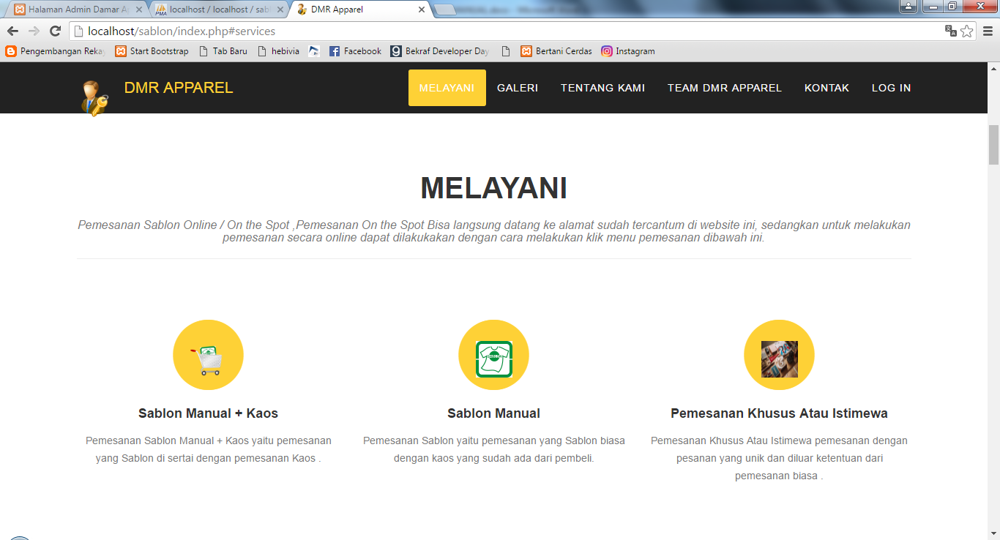 Halaman Admin Damar A
localhost / localhost / sabl
DMR Apparel
localhost/sablon/index.php#services
Pengembangan Reka
Start Bootstrap
Tab Baru
hebivia
Facebook
Bekraf Developer Day
Bertani Cerdas
Instagram
DMR APPAREL
MELAYANI
GALERI
TENTANG KAMI
TEAM DMR APPAREL
KONTAK
LOG IN
MELAYANI
Pemesanan Sablon Online / On the Spot ,Pemesanan On the Spot Bisa langsung datang ke alamat sudah tercantum di website ini, sedangkan untuk melakukan
pemesanan secara online dapat dilakukakan dengan cara melakukan klik menu pemesanan dibawah ini.
SABLON
Sablon Manual + Kaos
Pemesanan Sablon Manual + Kaos yaitu pemesanan
yang Sablon di sertai dengan pemesanan Kaos .
Sablon Manual
Pemesanan Sablon yaitu pemesanan yang Sablon biasa
dengan kaos yang sudah ada dari pembeli.
Pemesanan Khusus Atau Istimewa
Pemesanan Khusus Atau Istimewa pemesanan dengan
pesanan yang unik dan diluar ketentuan dari
pemesanan biasa .